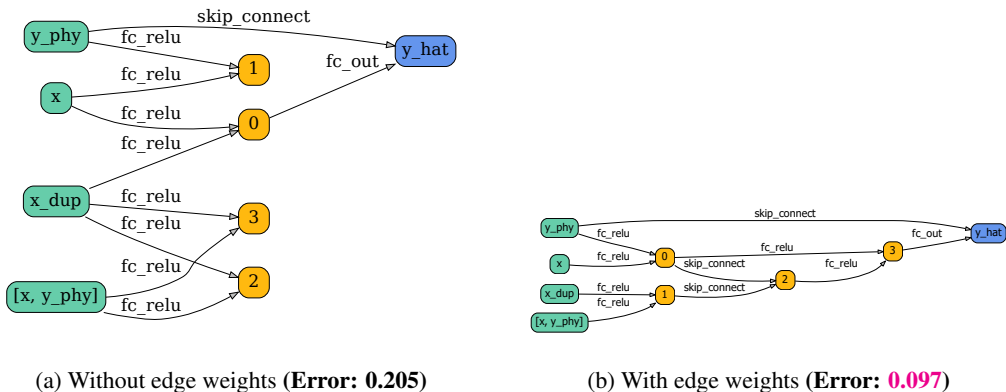 skip_connect
y_phy
fc_relu
y_hat
1
fc_out
fc_relu
x
fc_relu
0
fc_relu
x_dup
fc_relu
3
fc_relu
fc_relu
[x, y_phy]
2
fc_relu
(a) Without edge weights (Error: 0.205)
skip_connect
y_phy
fc_relu
y_hat
fc_out
fc_relu
3
x
fc_relu
0
skip_connect
fc_relu
2
x_dup
fc_relu
skip_connect
1
fc_relu
[x, y_phy]
(b) With edge weights (Error: 0.097)